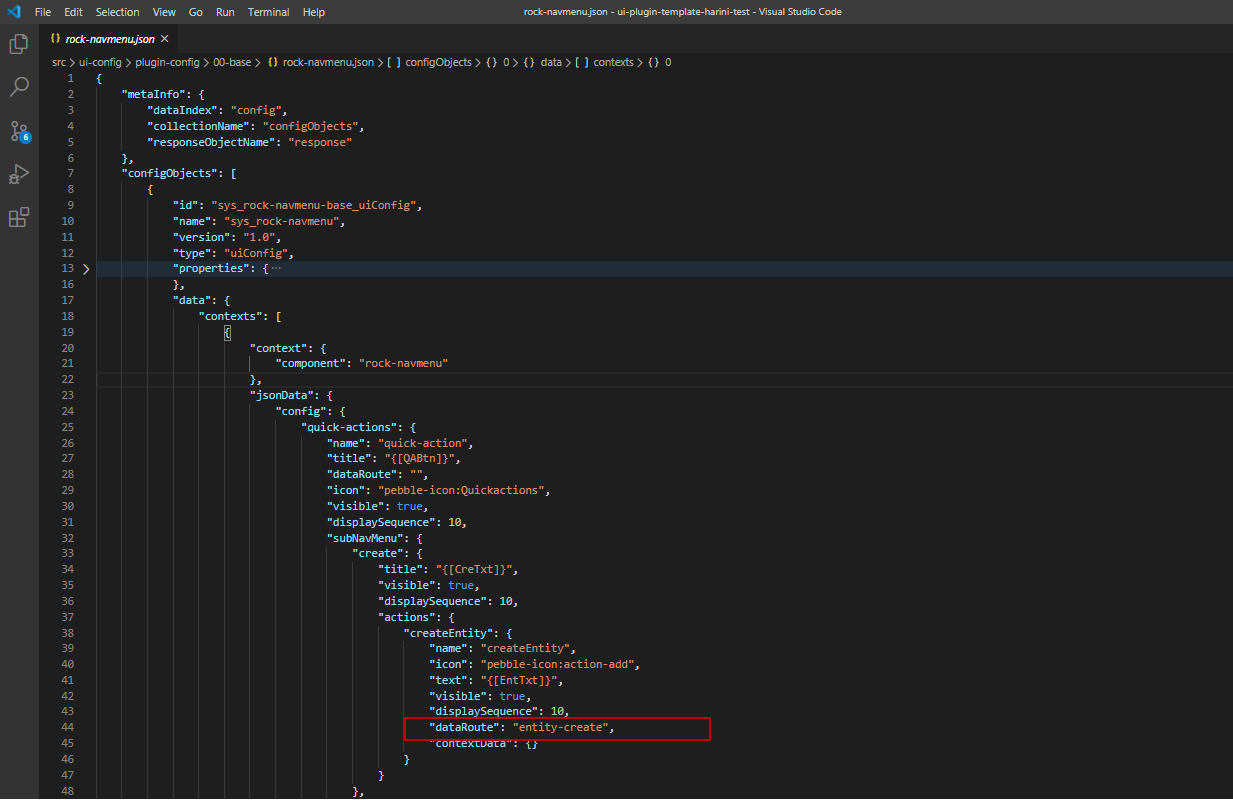 File Edit Selection View Go Run Terminal Help rock-navmenu.json - ui-plugin-template-harini-test - Visual Studio Code
{} rock-navmenu.json ×
src > ui-config > plugin-config > 00-base > {} rock-navmenu.json > [ ] configObjects > {} 0 > {} data > [ ] contexts > {} 0
1 {
2 "metaInfo": {
3 "dataIndex": "config",
4 "collectionName": "configObjects",
5 "responseObjectName": "response"
6 },
7 "configObjects": [
8 {
9 "id": "sys_rock-navmenu-base_uiConfig",
10 "name": "sys_rock-navmenu",
11 "version": "1.0",
12 "type": "uiConfig",
13 > "properties": { ···
16 },
17 "data": {
18 "contexts": [
19 {
20 "context": {
21 "component": "rock-navmenu"
22 },
23 "jsonData": {
24 "config": {
25 "quick-actions": {
26 "name": "quick-action",
27 "title": "{[QABtn]}",
28 "dataRoute": "",
29 "icon": "pebble-icon:Quickactions",
30 "visible": true,
31 "displaySequence": 10,
32 "subNavMenu": {
33 "create": {
34 "title": "{[CreTxt]}",
35 "visible": true,
36 "displaySequence": 10,
37 "actions": {
38 "createEntity": {
39 "name": "createEntity",
40 "icon": "pebble-icon:action-add",
41 "text": "{[EntTxt]}",
42 "visible": true,
43 "displaySequence": 10,
44 "dataRoute": "entity-create",
45 "contextData": {}
46 }
47 }
48 },
6